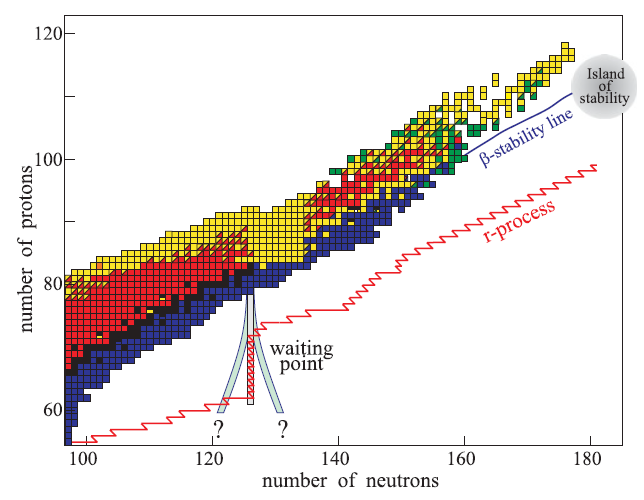 120
100
80
60
number of protons
Island
of
stability
β-stability line
r-process
waiting
point
? ?
100 120 140 160 180
number of neutrons